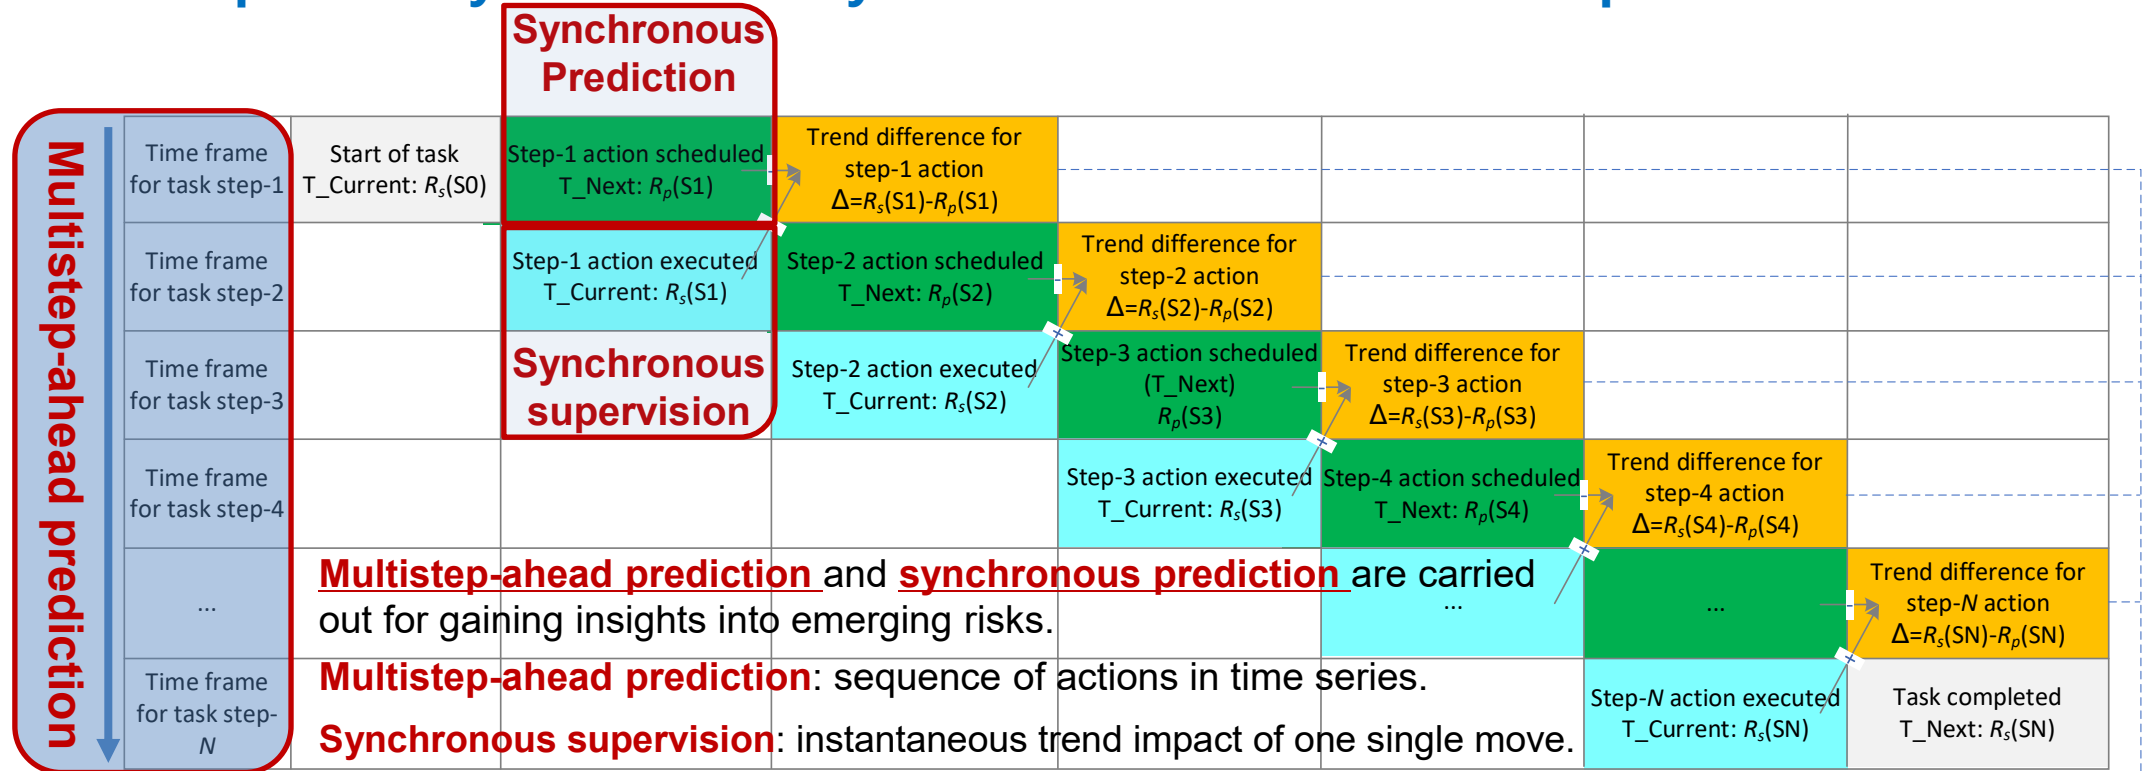 Synchronous
Prediction
Multistep-ahead prediction
Time frame
for task step-1
Start of task
T_Current: Rs(S0)
Step-1 action scheduled
T_Next: Rp(S1)
-
Trend difference for
step-1 action
Δ=Rs(S1)-Rp(S1)
+
Time frame
for task step-2
Step-1 action executed
T_Current: Rs(S1)
Step-2 action scheduled
T_Next: Rp(S2)
-
Trend difference for
step-2 action
Δ=Rs(S2)-Rp(S2)
+
Time frame
for task step-3
Synchronous
supervision
Step-2 action executed
T_Current: Rs(S2)
Step-3 action scheduled
(T_Next)
Rp(S3)
-
Trend difference for
step-3 action
Δ=Rs(S3)-Rp(S3)
+
Time frame
for task step-4
Step-3 action executed
T_Current: Rs(S3)
Step-4 action scheduled
T_Next: Rp(S4)
-
Trend difference for
step-4 action
Δ=Rs(S4)-Rp(S4)
+
...
Multistep-ahead prediction and synchronous prediction are carried
out for gaining insights into emerging risks.
...
...
-
Trend difference for
step-N action
Δ=Rs(SN)-Rp(SN)
+
Time frame
for task step-
N
Multistep-ahead prediction: sequence of actions in time series.
Synchronous supervision: instantaneous trend impact of one single move.
Step-N action executed
T_Current: Rs(SN)
Task completed
T_Next: Rs(SN)